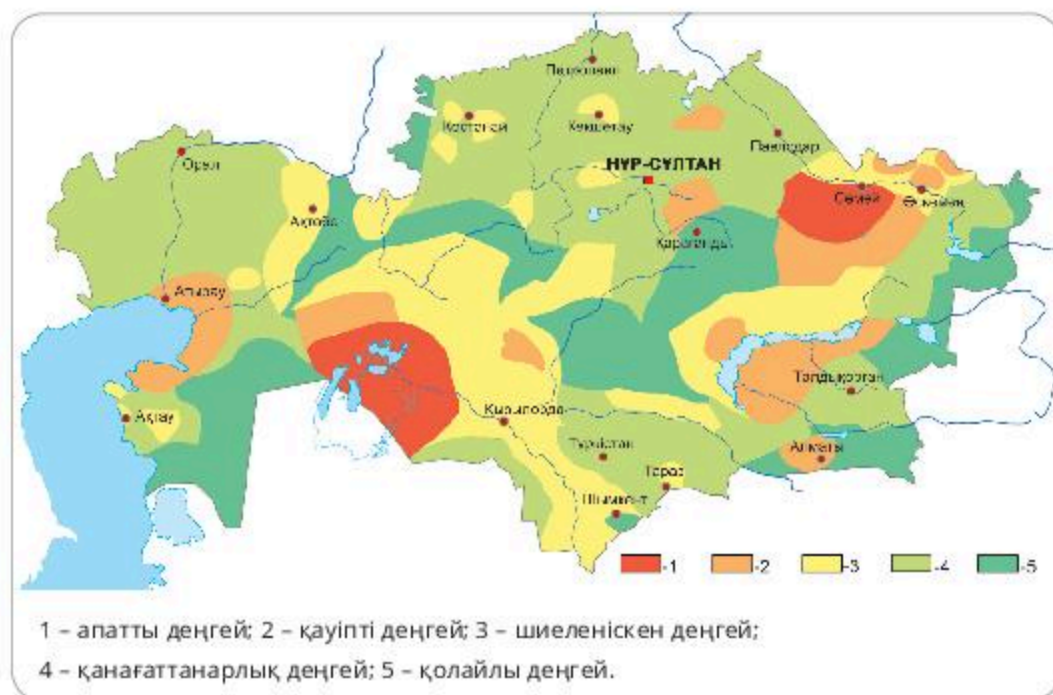 Петропавл
Қостанай
Көкшетау
Павлодар
Орал
НҰР-СҰЛТАН
Семей
Өскемен
Ақтөбе
Қарағанды
Атырау
Талдықорған
Ақтау
Қызылорда
Түркістан
Алматы
Тараз
Шымкент
-1 -2 -3 -4 -5
1 – апатты деңгей; 2 – қауіпті деңгей; 3 – шиеленіскен деңгей;
4 – қанағаттанарлық деңгей; 5 – қолайлы деңгей.